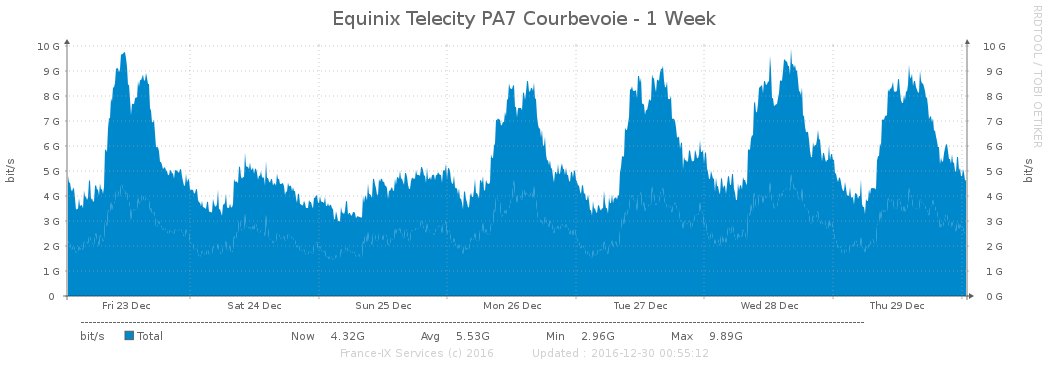 Equinix Telecity PA7 Courbevoie - 1 Week
RRDTOOL / TOBI OETIKER
bit/s
bit/s
10 G 10 G
9 G 9 G
8 G 8 G
7 G 7 G
6 G 6 G
5 G 5 G
4 G 4 G
3 G 3 G
2 G 2 G
1 G 1 G
0 0 G
Fri 23 Dec Sat 24 Dec Sun 25 Dec Mon 26 Dec Tue 27 Dec Wed 28 Dec Thu 29 Dec
bit/s Total Now 4.32G Avg 5.53G Min 2.96G Max 9.89G
France-IX Services (c) 2016 Updated : 2016-12-30 00:55:12